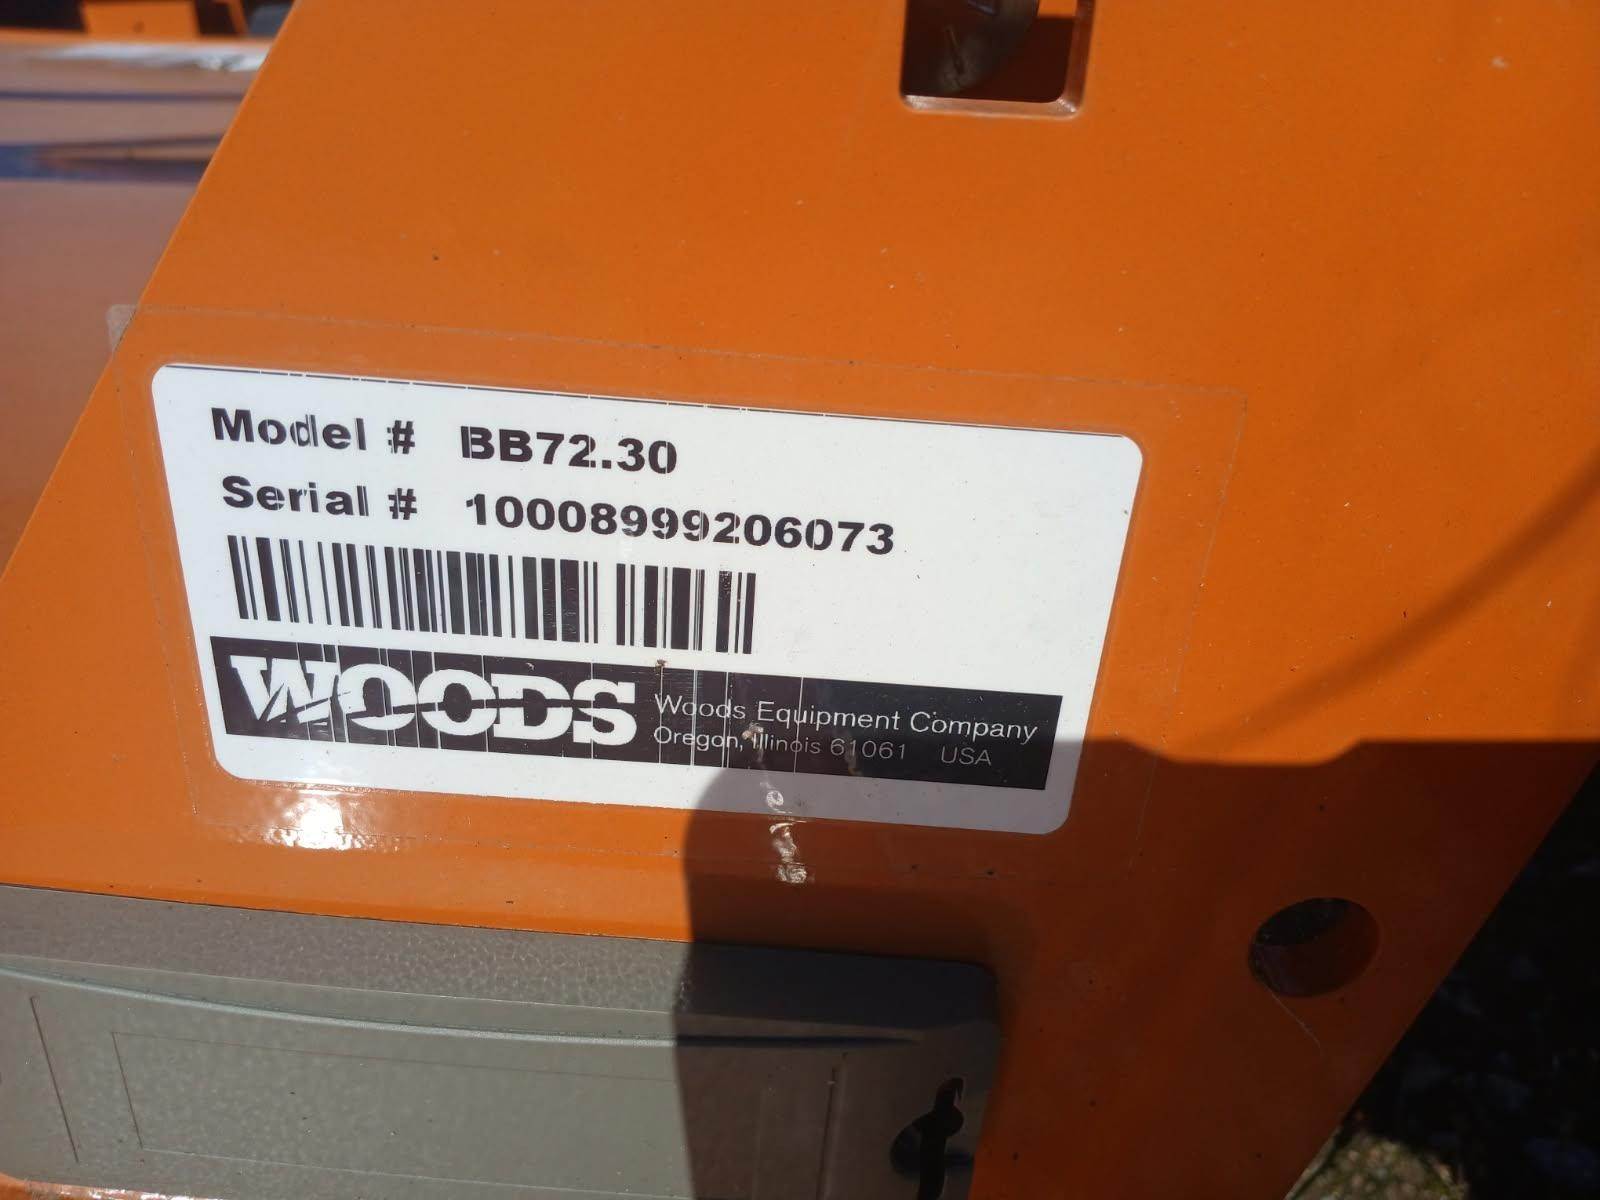 Model # BB72.30
Serial # 10008999206073
WOODS
Woods Equipment Company
Oregon, Illinois 61061 USA